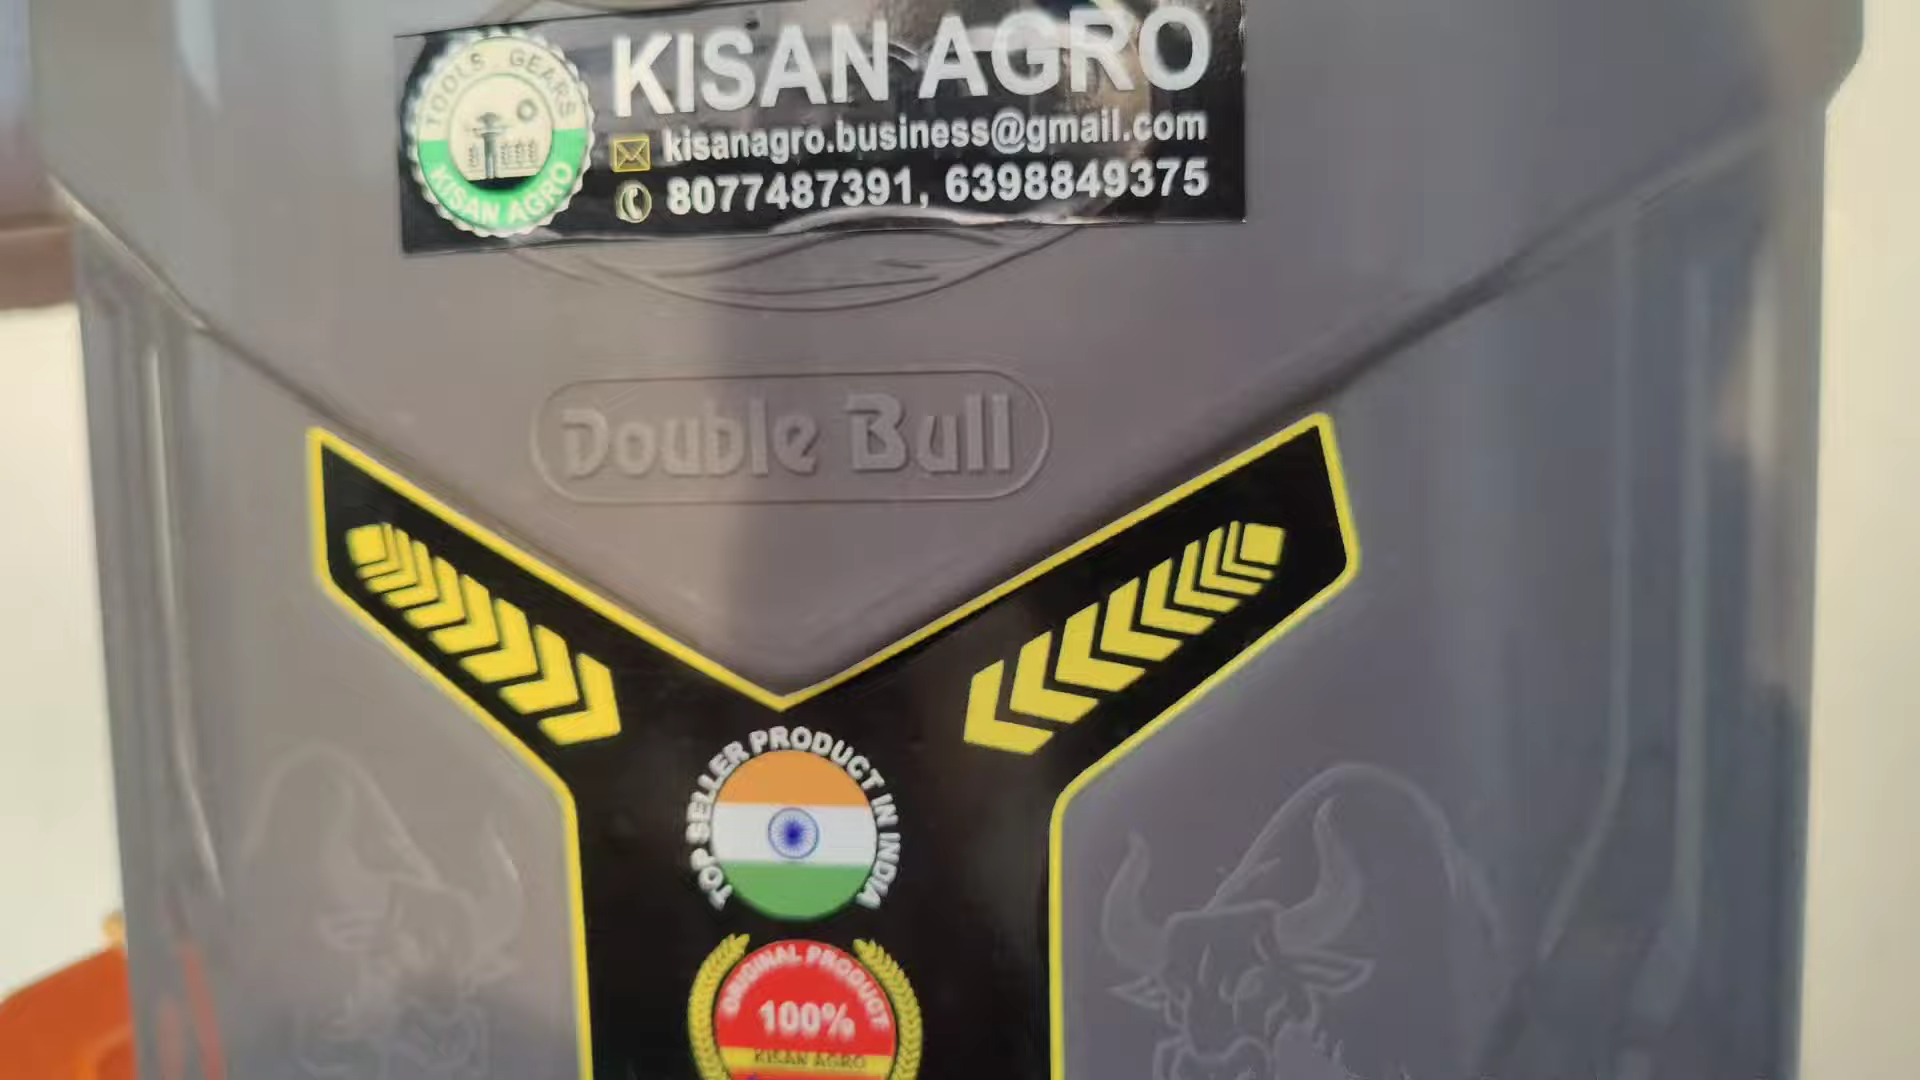 TOOLS . GEARS
KISAN AGRO
KISAN AGRO
kisanagro.business@gmail.com
8077487391, 6398849375
Double Bull
TOP SELLER PRODUCT IN INDIA
ORIGINAL PRODUCT
100%
KISAN AGRO